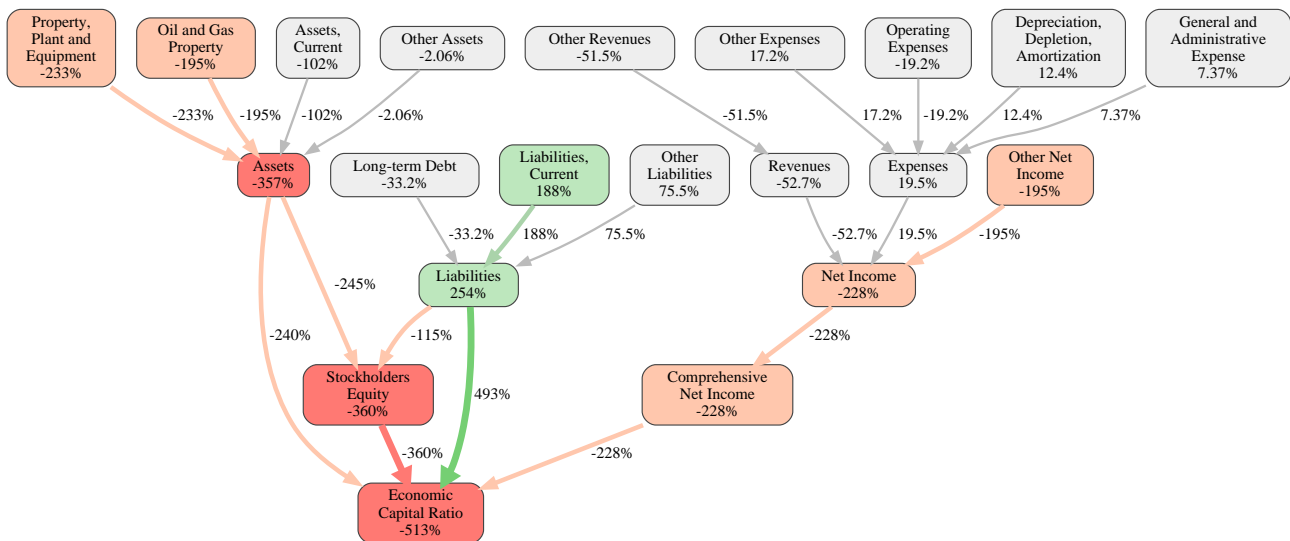 Property,
Plant and
Equipment
-233%
Oil and Gas
Property
-195%
Assets,
Current
-102%
Other Assets
-2.06%
Other Revenues
-51.5%
Other Expenses
17.2%
Operating
Expenses
-19.2%
Depreciation,
Depletion,
Amortization
12.4%
General and
Administrative
Expense
7.37%
-233%
-195%
-102%
-2.06%
-51.5%
17.2%
-19.2%
12.4%
7.37%
Assets
-357%
Long-term Debt
-33.2%
Liabilities,
Current
188%
Other
Liabilities
75.5%
Revenues
-52.7%
Expenses
19.5%
Other Net
Income
-195%
-33.2%
188%
75.5%
-52.7%
19.5%
-195%
Liabilities
254%
Net Income
-228%
-245%
-240%
-115%
-228%
Stockholders
Equity
-360%
493%
Comprehensive
Net Income
-228%
-360%
-228%
Economic
Capital Ratio
-513%